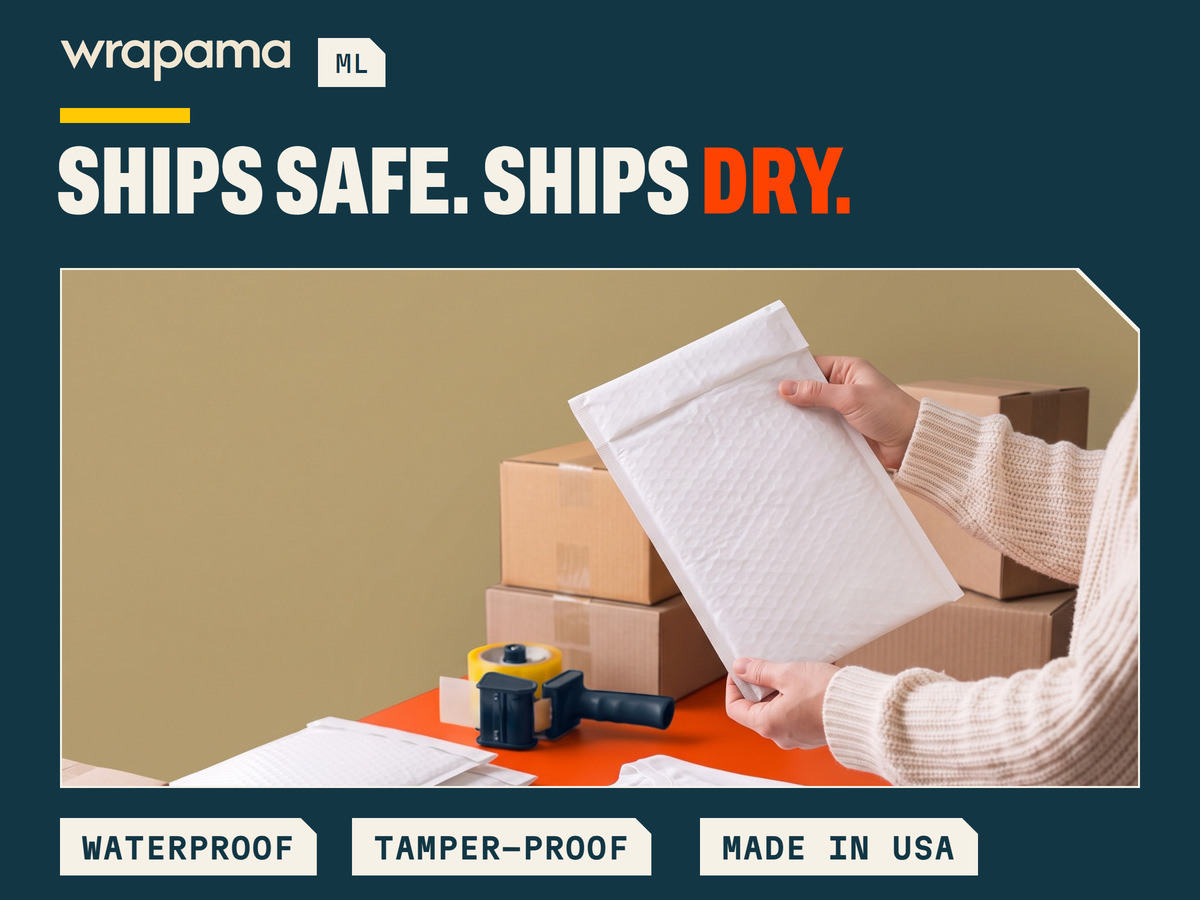 wrapama
ML
SHIPS SAFE. SHIPS DRY.
WATERPROOF
TAMPER-PROOF
MADE IN USA